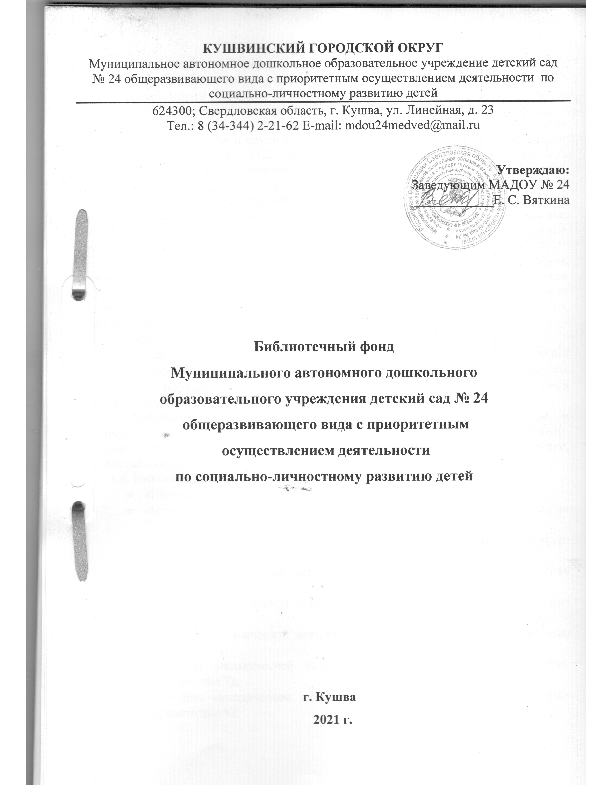 КУШВИНСКИЙ ГОРОДСКОЙ ОКРУГ
Муниципальное автономное дошкольное образовательное учреждение детский сад
№ 24 общеразвивающего вида с приоритетным осуществлением деятельности по
социально-личностному развитию детей
624300; Свердловская область, г. Кушва, ул. Линейная, д. 23
Тел.: 8 (34-344) 2-21-62 E-mail: mdou24medved@mail.ru
Утверждаю:
Заведующим МАДОУ № 24
Е. С. Вяткина
Библиотечный фонд
Муниципального автономного дошкольного
образовательного учреждения детский сад № 24
общеразвивающего вида с приоритетным
осуществлением деятельности
по социально-личностному развитию детей
г. Кушва
2021 г.